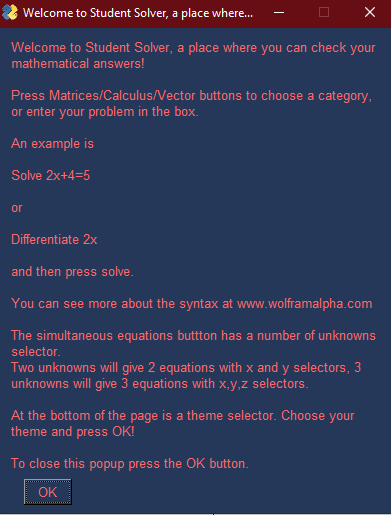 Welcome to Student Solver, a place where...
Welcome to Student Solver, a place where you can check your
mathematical answers!
Press Matrices/Calculus/Vector buttons to choose a category,
or enter your problem in the box.
An example is
Solve 2x+4=5
or
Differentiate 2x
and then press solve.
You can see more about the syntax at www.wolframalpha.com
The simultaneous equations buttton has a number of unknowns
selector.
Two unknowns will give 2 equations with x and y selectors, 3
unknowns will give 3 equations with x,y,z selectors.
At the bottom of the page is a theme selector. Choose your
theme and press OK!
To close this popup press the OK button.
OK